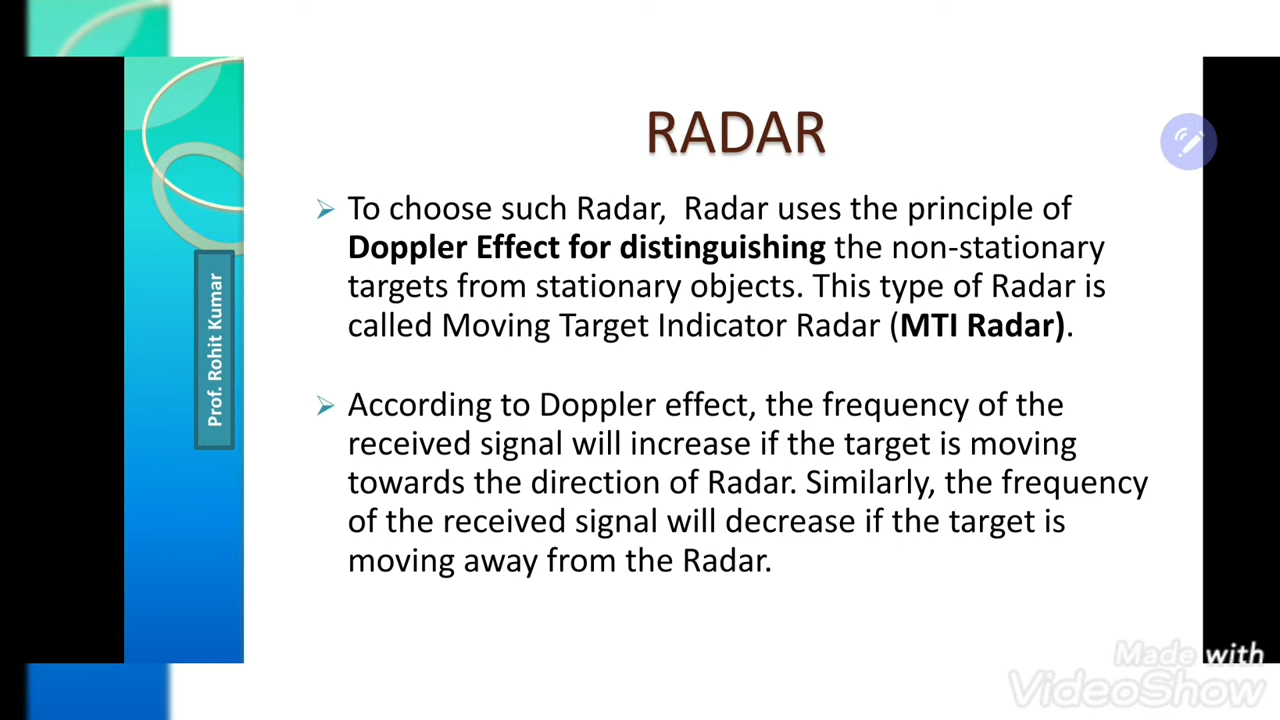 RADAR
To choose such Radar, Radar uses the principle of
Doppler Effect for distinguishing the non-stationary
targets from stationary objects. This type of Radar is
called Moving Target Indicator Radar (MTI Radar).
According to Doppler effect, the frequency of the
received signal will increase if the target is moving
towards the direction of Radar. Similarly, the frequency
of the received signal will decrease if the target is
moving away from the Radar.
Prof. Rohit Kumar
Made with
VideoShow